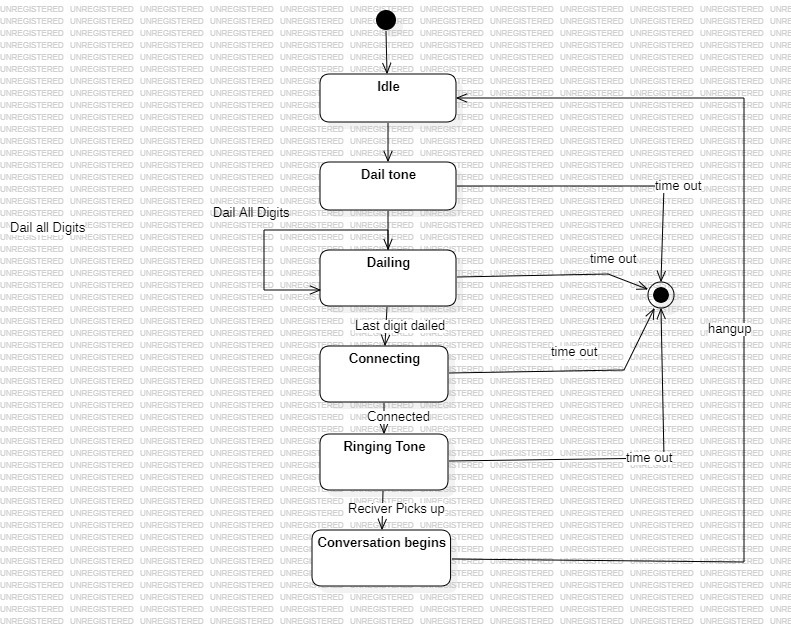 Idle
Dail tone
time out
Dail All Digits
Dail all Digits
Dailing
time out
Last digit dailed
hangup
Connecting
time out
Connected
Ringing Tone
time out
Reciver Picks up
Conversation begins
UNREGISTERED